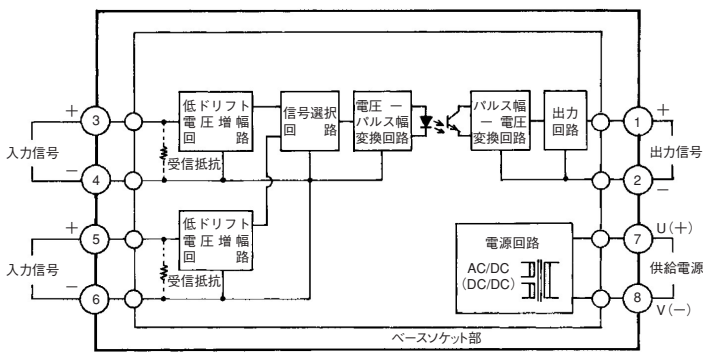 ＋
3
入力信号
－
4
＋
5
入力信号
－
6
低ドリフト
電圧増幅
回　　路
受信抵抗
低ドリフト
電圧増幅
回　　路
受信抵抗
信号選択
回　　路
電圧 －
パルス幅
変換回路
パルス幅
－ 電圧
変換回路
出力
回路
1
＋
出力信号
2
－
電源回路
AC/DC
(DC/DC)
7
U(＋)
供給電源
8
V(－)
ベースソケット部